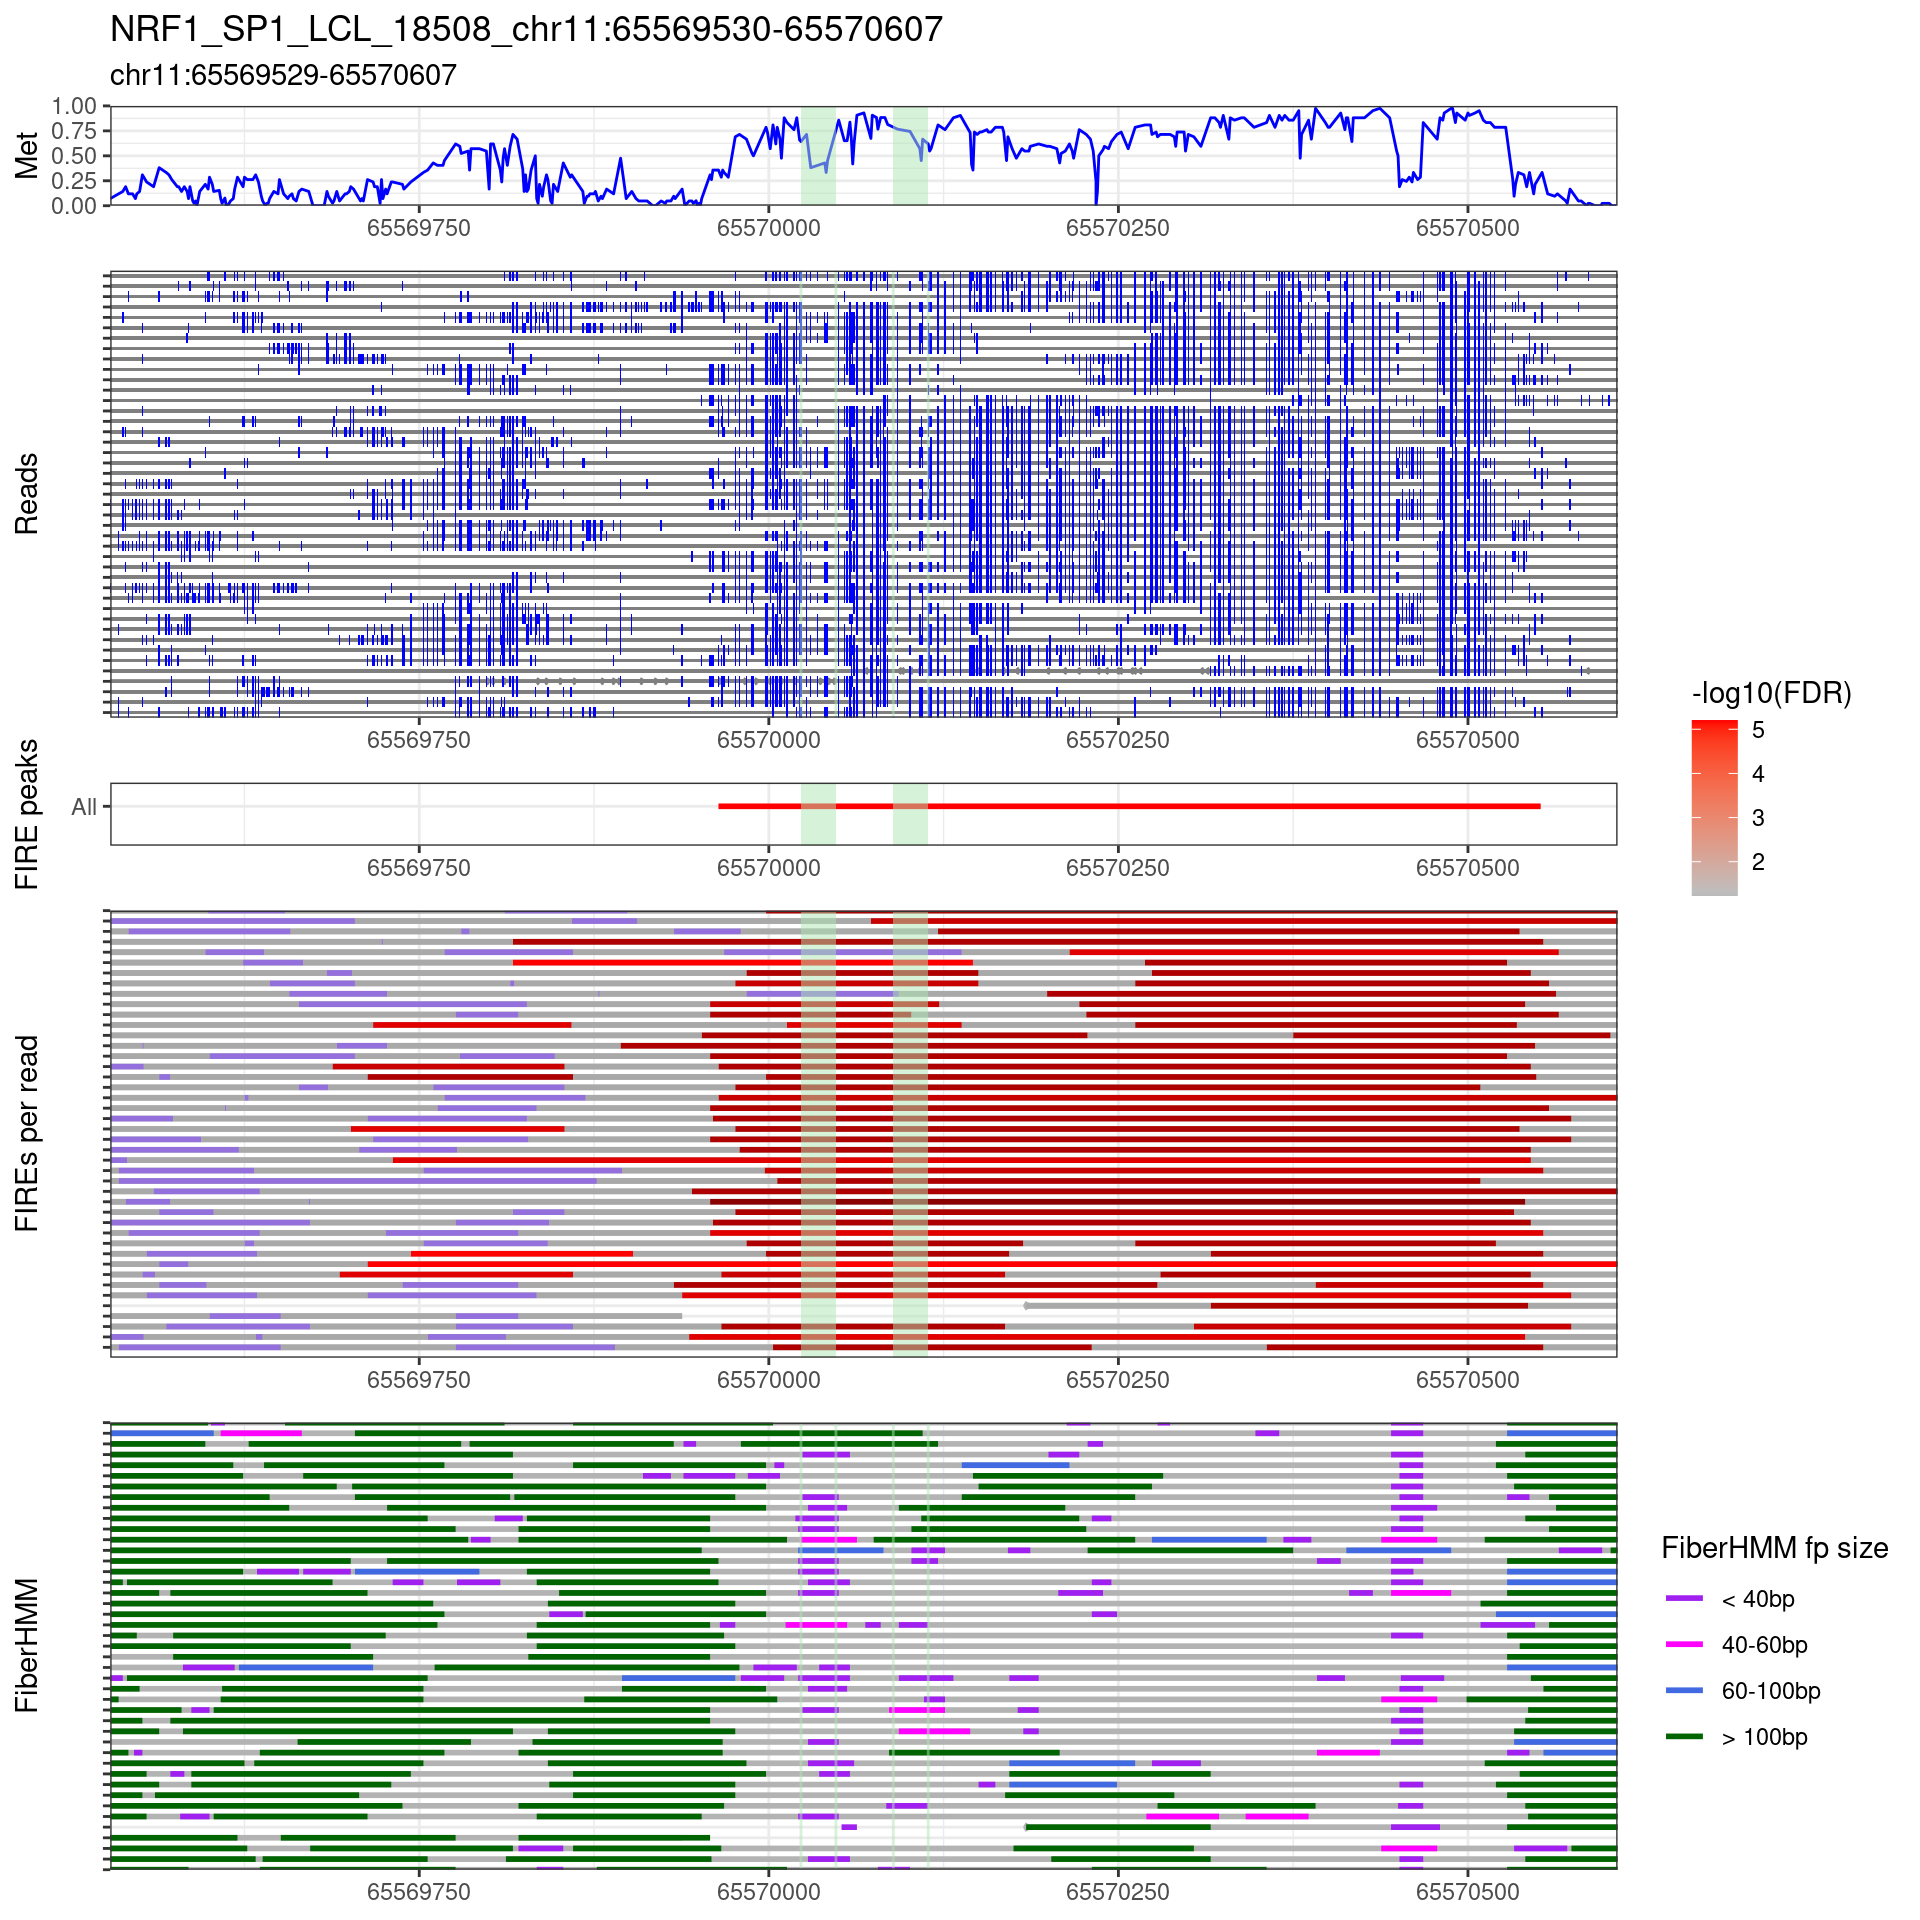 NRF1_SP1_LCL_18508_chr11:65569530-65570607
chr11:65569529-65570607
Met
1.00
0.75
0.50
0.25
0.00
65569750 65570000 65570250 65570500
Reads
65569750 65570000 65570250 65570500
FIRE peaks
All
65569750 65570000 65570250 65570500
-log10(FDR)
5
4
3
2
FIREs per read
65569750 65570000 65570250 65570500
FiberHMM
65569750 65570000 65570250 65570500
FiberHMM fp size
< 40bp
40-60bp
60-100bp
> 100bp